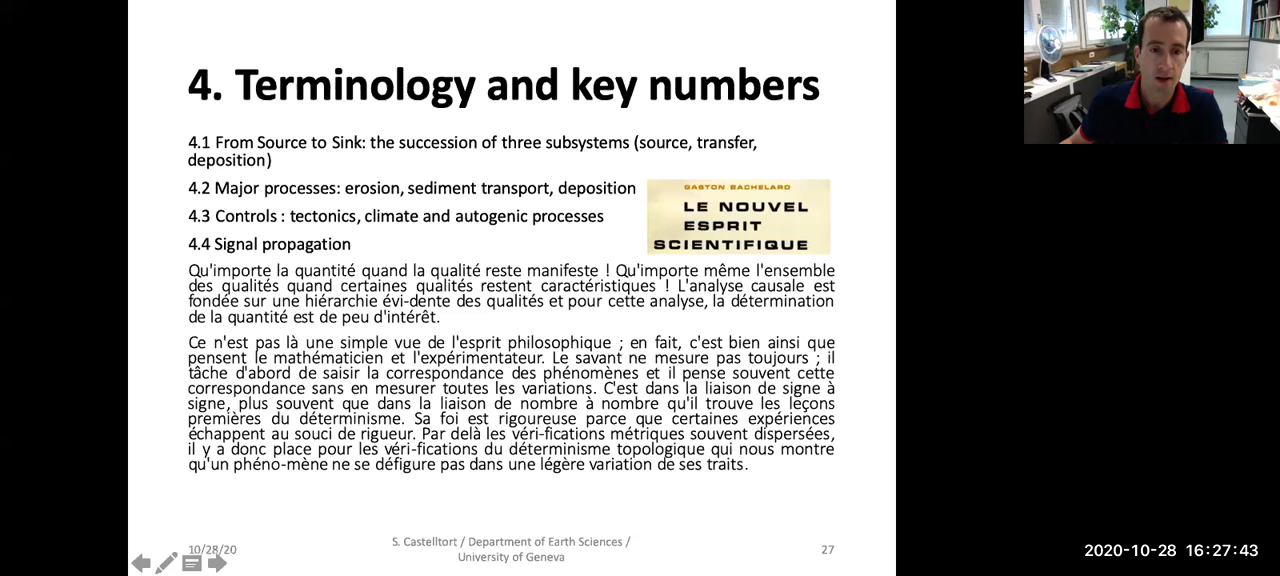 4. Terminology and key numbers
4.1 From Source to Sink: the succession of three subsystems (source, transfer,
deposition)
4.2 Major processes: erosion, sediment transport, deposition
4.3 Controls : tectonics, climate and autogenic processes
4.4 Signal propagation
GASTON BACHELARD
LE NOUVEL
ESPRIT
SCIENTIFIQUE
Qu'importe la quantité quand la qualité reste manifeste ! Qu'importe même l'ensemble
des qualités quand certaines qualités restent caractéristiques ! L'analyse causale est
fondée sur une hiérarchie évi-dente des qualités et pour cette analyse, la détermination
de la quantité est de peu d'intérêt.
Ce n'est pas là une simple vue de l'esprit philosophique ; en fait, c'est bien ainsi que
pensent le mathématicien et l'expérimentateur. Le savant ne mesure pas toujours ; il
tâche d'abord de saisir la correspondance des phénomènes et il pense souvent cette
correspondance sans en mesurer toutes les variations. C'est dans la liaison de signe à
signe, plus souvent que dans la liaison de nombre à nombre qu'il trouve les leçons
premières du déterminisme. Sa foi est rigoureuse parce que certaines expériences
échappent au souci de rigueur. Par delà les véri-fications métriques souvent dispersées,
il y a donc place pour les véri-fications du déterminisme topologique qui nous montre
qu'un phéno-mène ne se défigure pas dans une légère variation de ses traits.
10/28/20
S. Castelltort / Department of Earth Sciences /
University of Geneva
27
2020-10-28 16:27:43